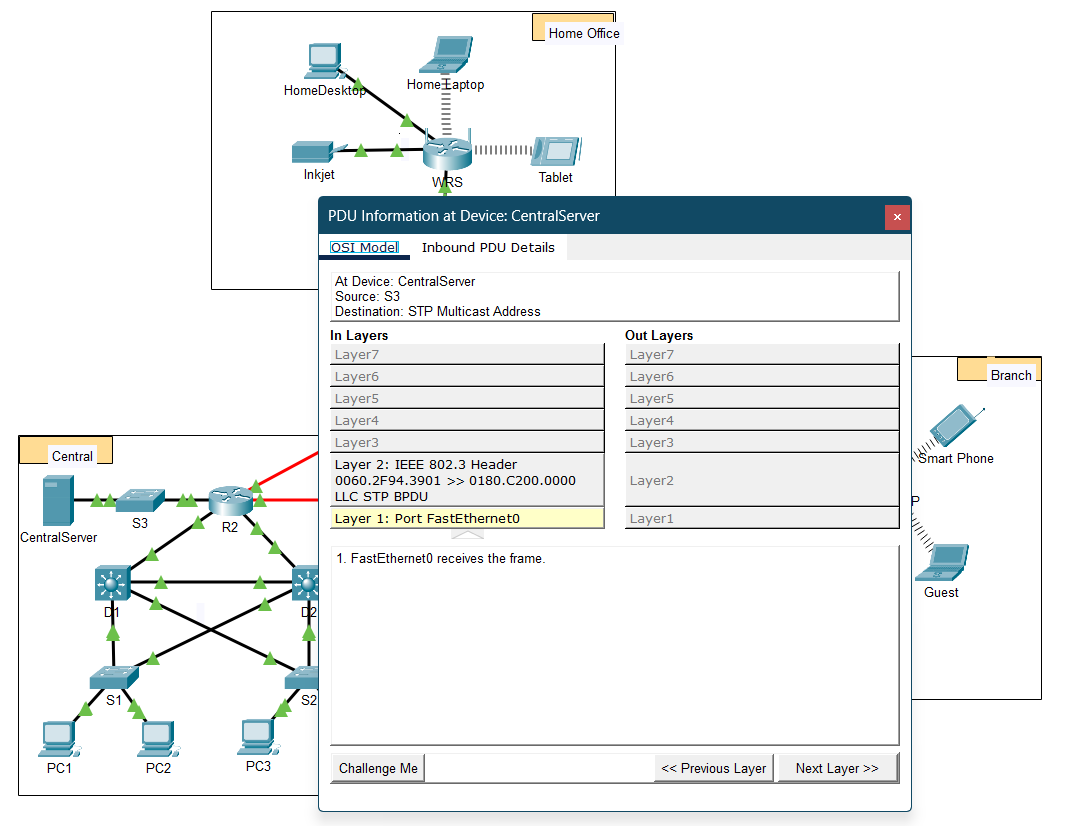 Home Office
HomeDesktop
Home Laptop
Inkjet
WRS
Tablet
PDU Information at Device: CentralServer
OSI Model
Inbound PDU Details
At Device: CentralServer
Source: S3
Destination: STP Multicast Address
In Layers
Out Layers
Layer7
Layer7
Layer6
Layer6
Layer5
Layer5
Layer4
Layer4
Layer3
Layer3
Layer 2: IEEE 802.3 Header
0060.2F94.3901 >> 0180.C200.0000
LLC STP BPDU
Layer2
Layer 1: Port FastEthernet0
Layer1
1. FastEthernet0 receives the frame.
Challenge Me
<< Previous Layer
Next Layer >>
Central
CentralServer
S3
R2
D1
D2
S1
S2
PC1
PC2
PC3
Branch
Smart Phone
P
Guest